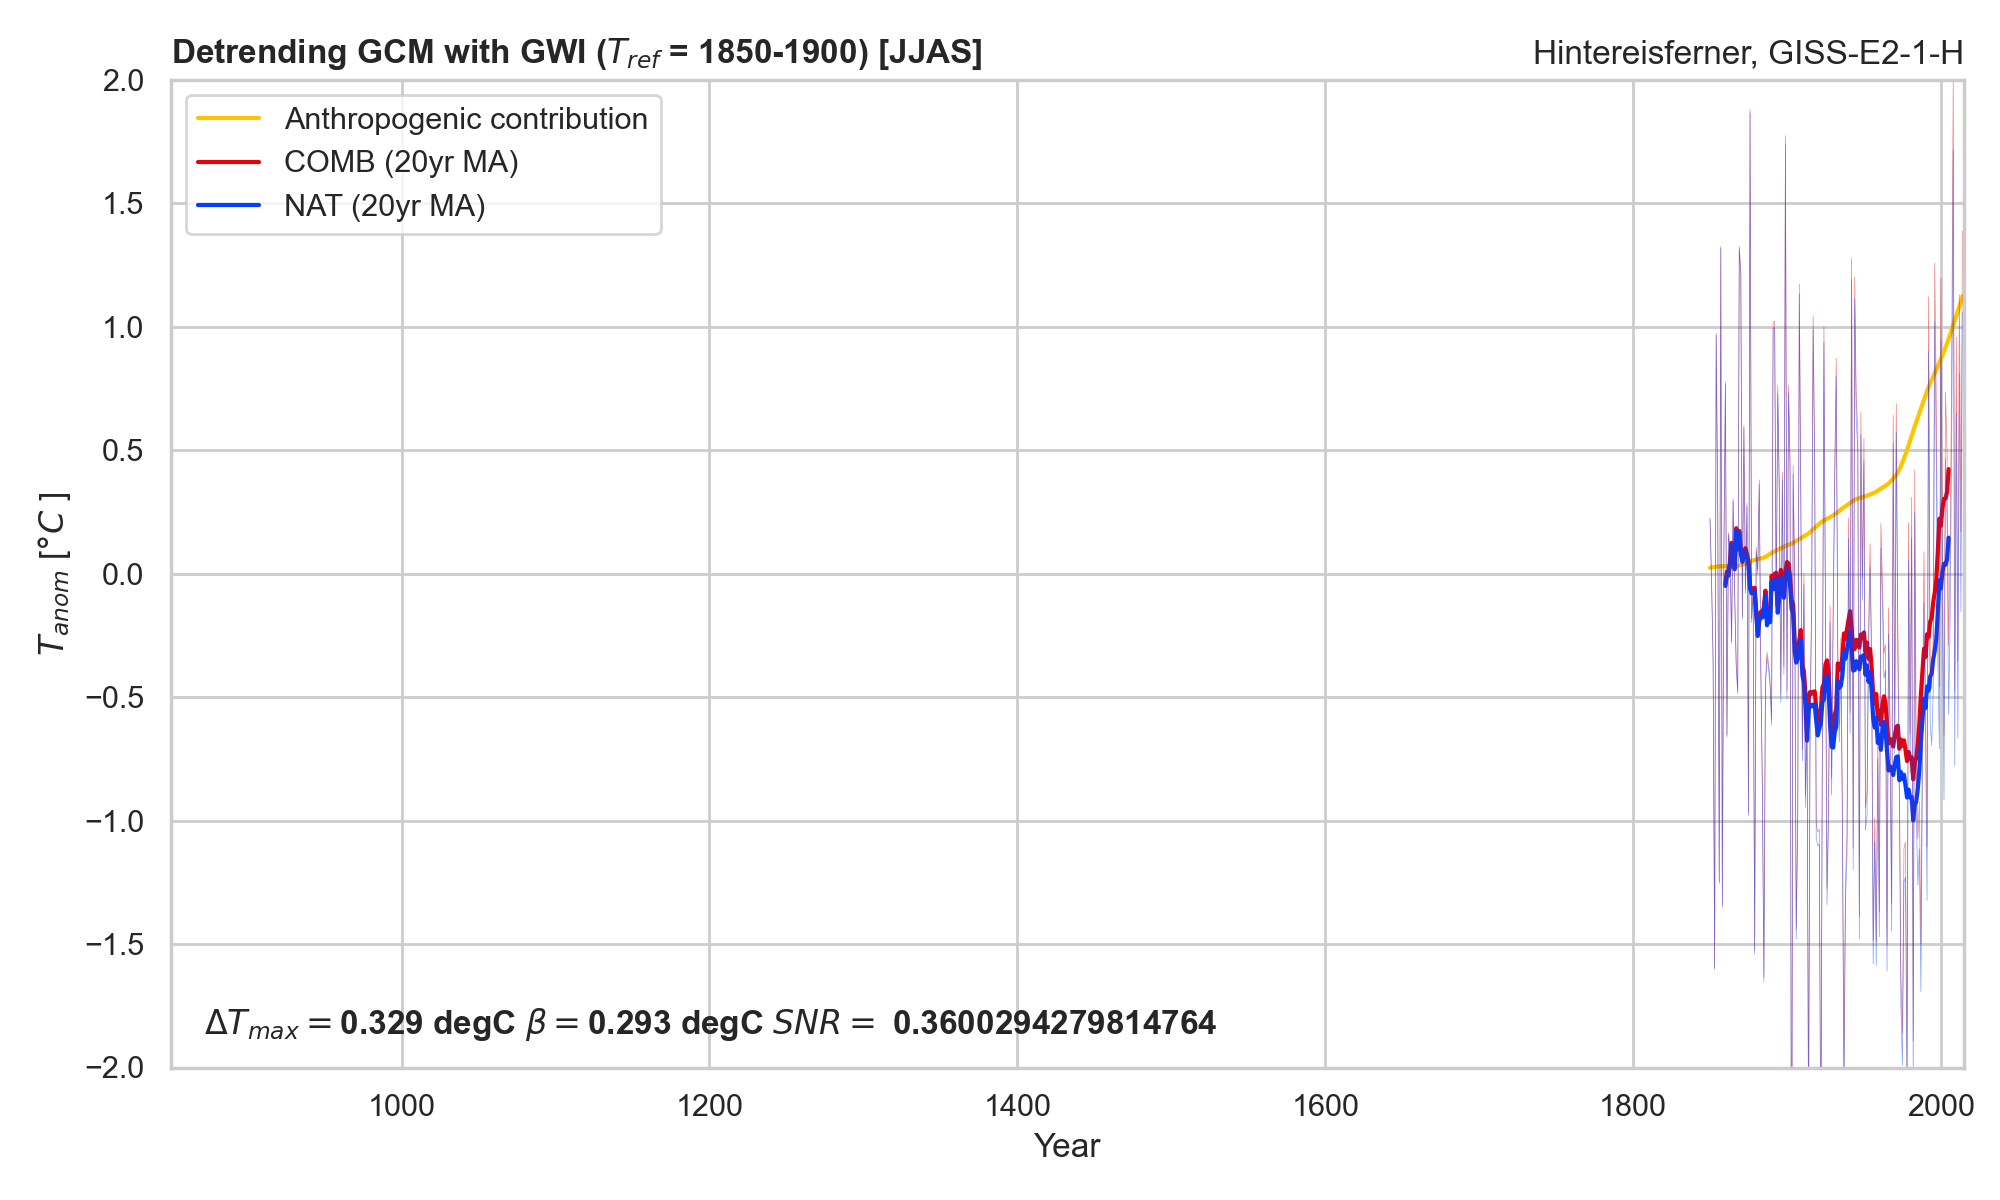 Detrending GCM with GWI (T_ref = 1850-1900) [JJAS]
Hintereisferner, GISS-E2-1-H
Anthropogenic contribution
COMB (20yr MA)
NAT (20yr MA)
2.0
1.5
1.0
0.5
0.0
−0.5
−1.0
−1.5
−2.0
T_anom [°C ]
ΔT_max = 0.329 degC β = 0.293 degC SNR = 0.3600294279814764
1000 1200 1400 1600 1800 2000
Year